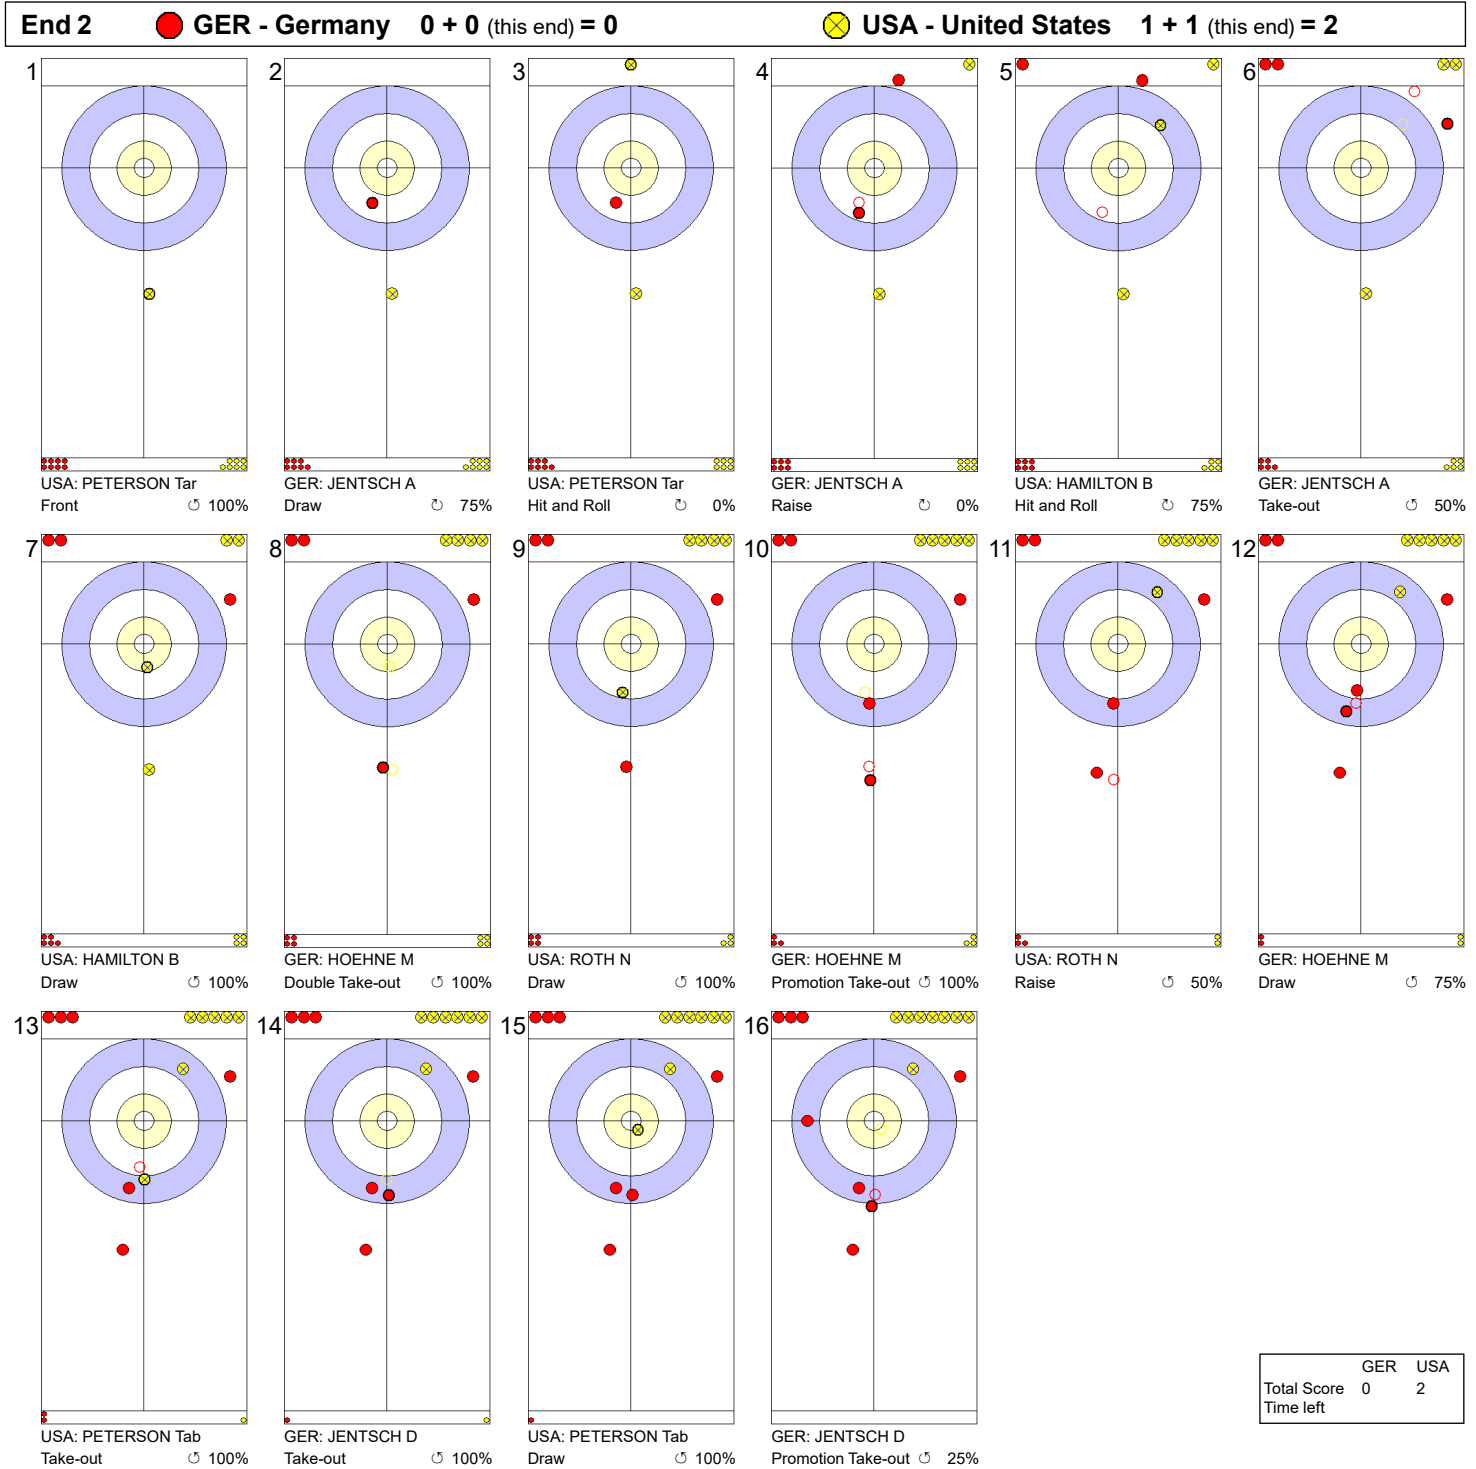 End 2 GER - Germany 0 + 0 (this end) = 0 USA - United States 1 + 1 (this end) = 2
1 2 3 4 5 6
USA: PETERSON Tar GER: JENTSCH A USA: PETERSON Tar GER: JENTSCH A USA: HAMILTON B GER: JENTSCH A
Front ↺ 100% Draw ↻ 75% Hit and Roll ↻ 0% Raise ↻ 0% Hit and Roll ↻ 75% Take-out ↺ 50%
7 8 9 10 11 12
USA: HAMILTON B GER: HOEHNE M USA: ROTH N GER: HOEHNE M USA: ROTH N GER: HOEHNE M
Draw ↺ 100% Double Take-out ↺ 100% Draw ↺ 100% Promotion Take-out ↺ 100% Raise ↺ 50% Draw ↺ 75%
13 14 15 16
USA: PETERSON Tab GER: JENTSCH D USA: PETERSON Tab GER: JENTSCH D
Take-out ↺ 100% Take-out ↺ 100% Draw ↺ 100% Promotion Take-out ↺ 25%
GER USA
Total Score 0 2
Time left